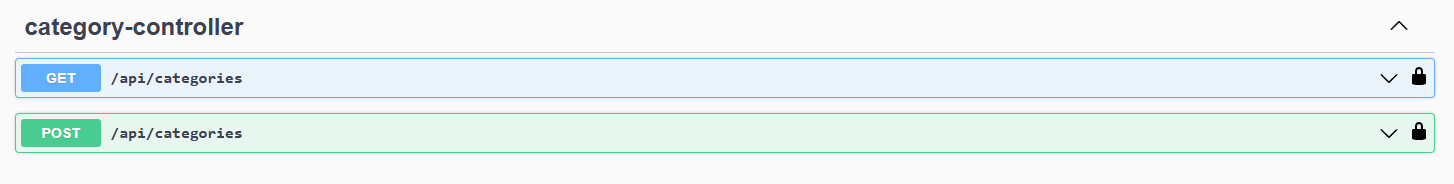 category-controller
GET /api/categories
POST /api/categories